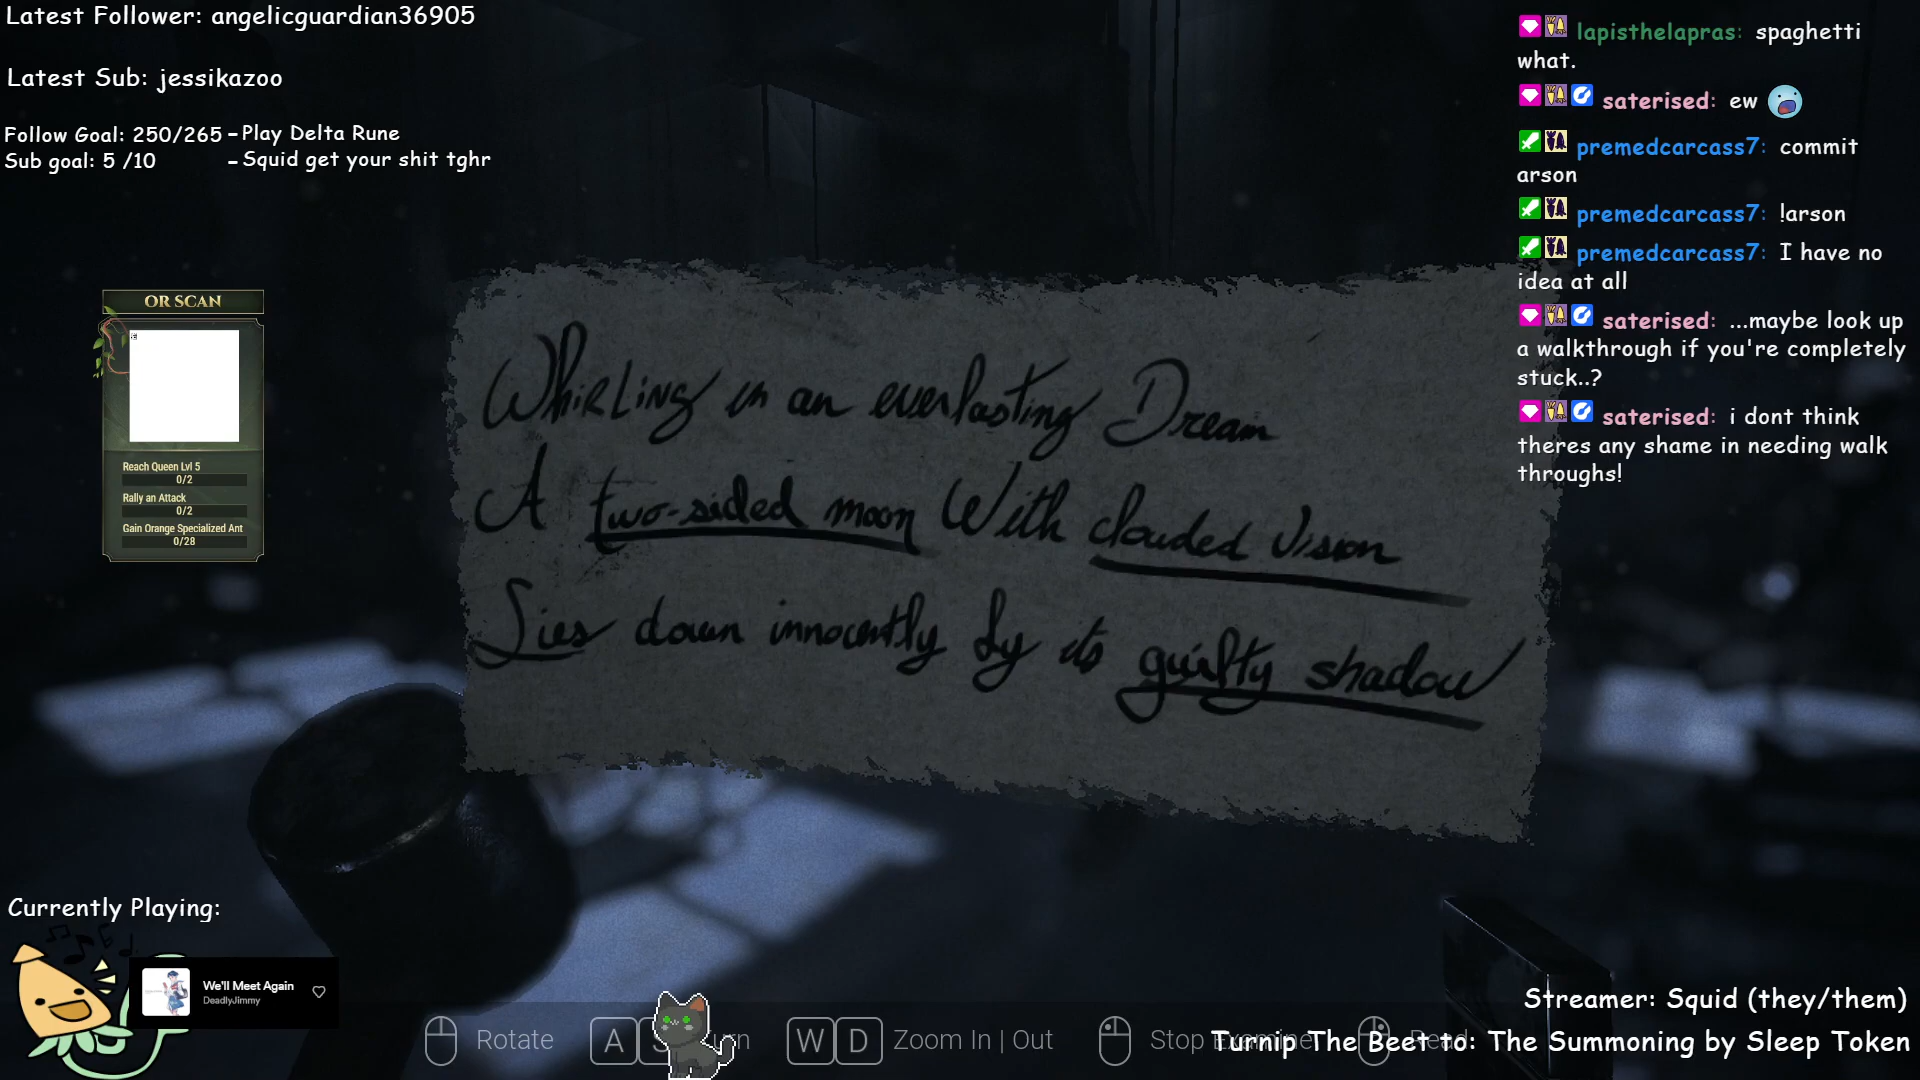 Latest Follower: angelicguardian36905
Latest Sub: jessikazoo
Follow Goal: 250/265 - Play Delta Rune
Sub goal: 5 /10 - Squid get your shit tghr
OR SCAN
Reach Queen Lvl 5
0/2
Rally an Attack
0/2
Gain Orange Specialized Ant
0/28
Whirling in an everlasting Dream
A two-sided moon With clouded vision
Lies down innocently by its guilty shadow
lapisthelapras: spaghetti
what.
saterised: ew
premedcarcass7: commit
arson
premedcarcass7: !arson
premedcarcass7: I have no
idea at all
saterised: ...maybe look up
a walkthrough if you're completely
stuck..?
saterised: i dont think
theres any shame in needing walk
throughs!
Currently Playing:
We'll Meet Again
DeadlyJimmy
Rotate
A
W D Zoom In | Out
Stop Examine
Read
Streamer: Squid (they/them)
Turnip The Beet to: The Summoning by Sleep Token